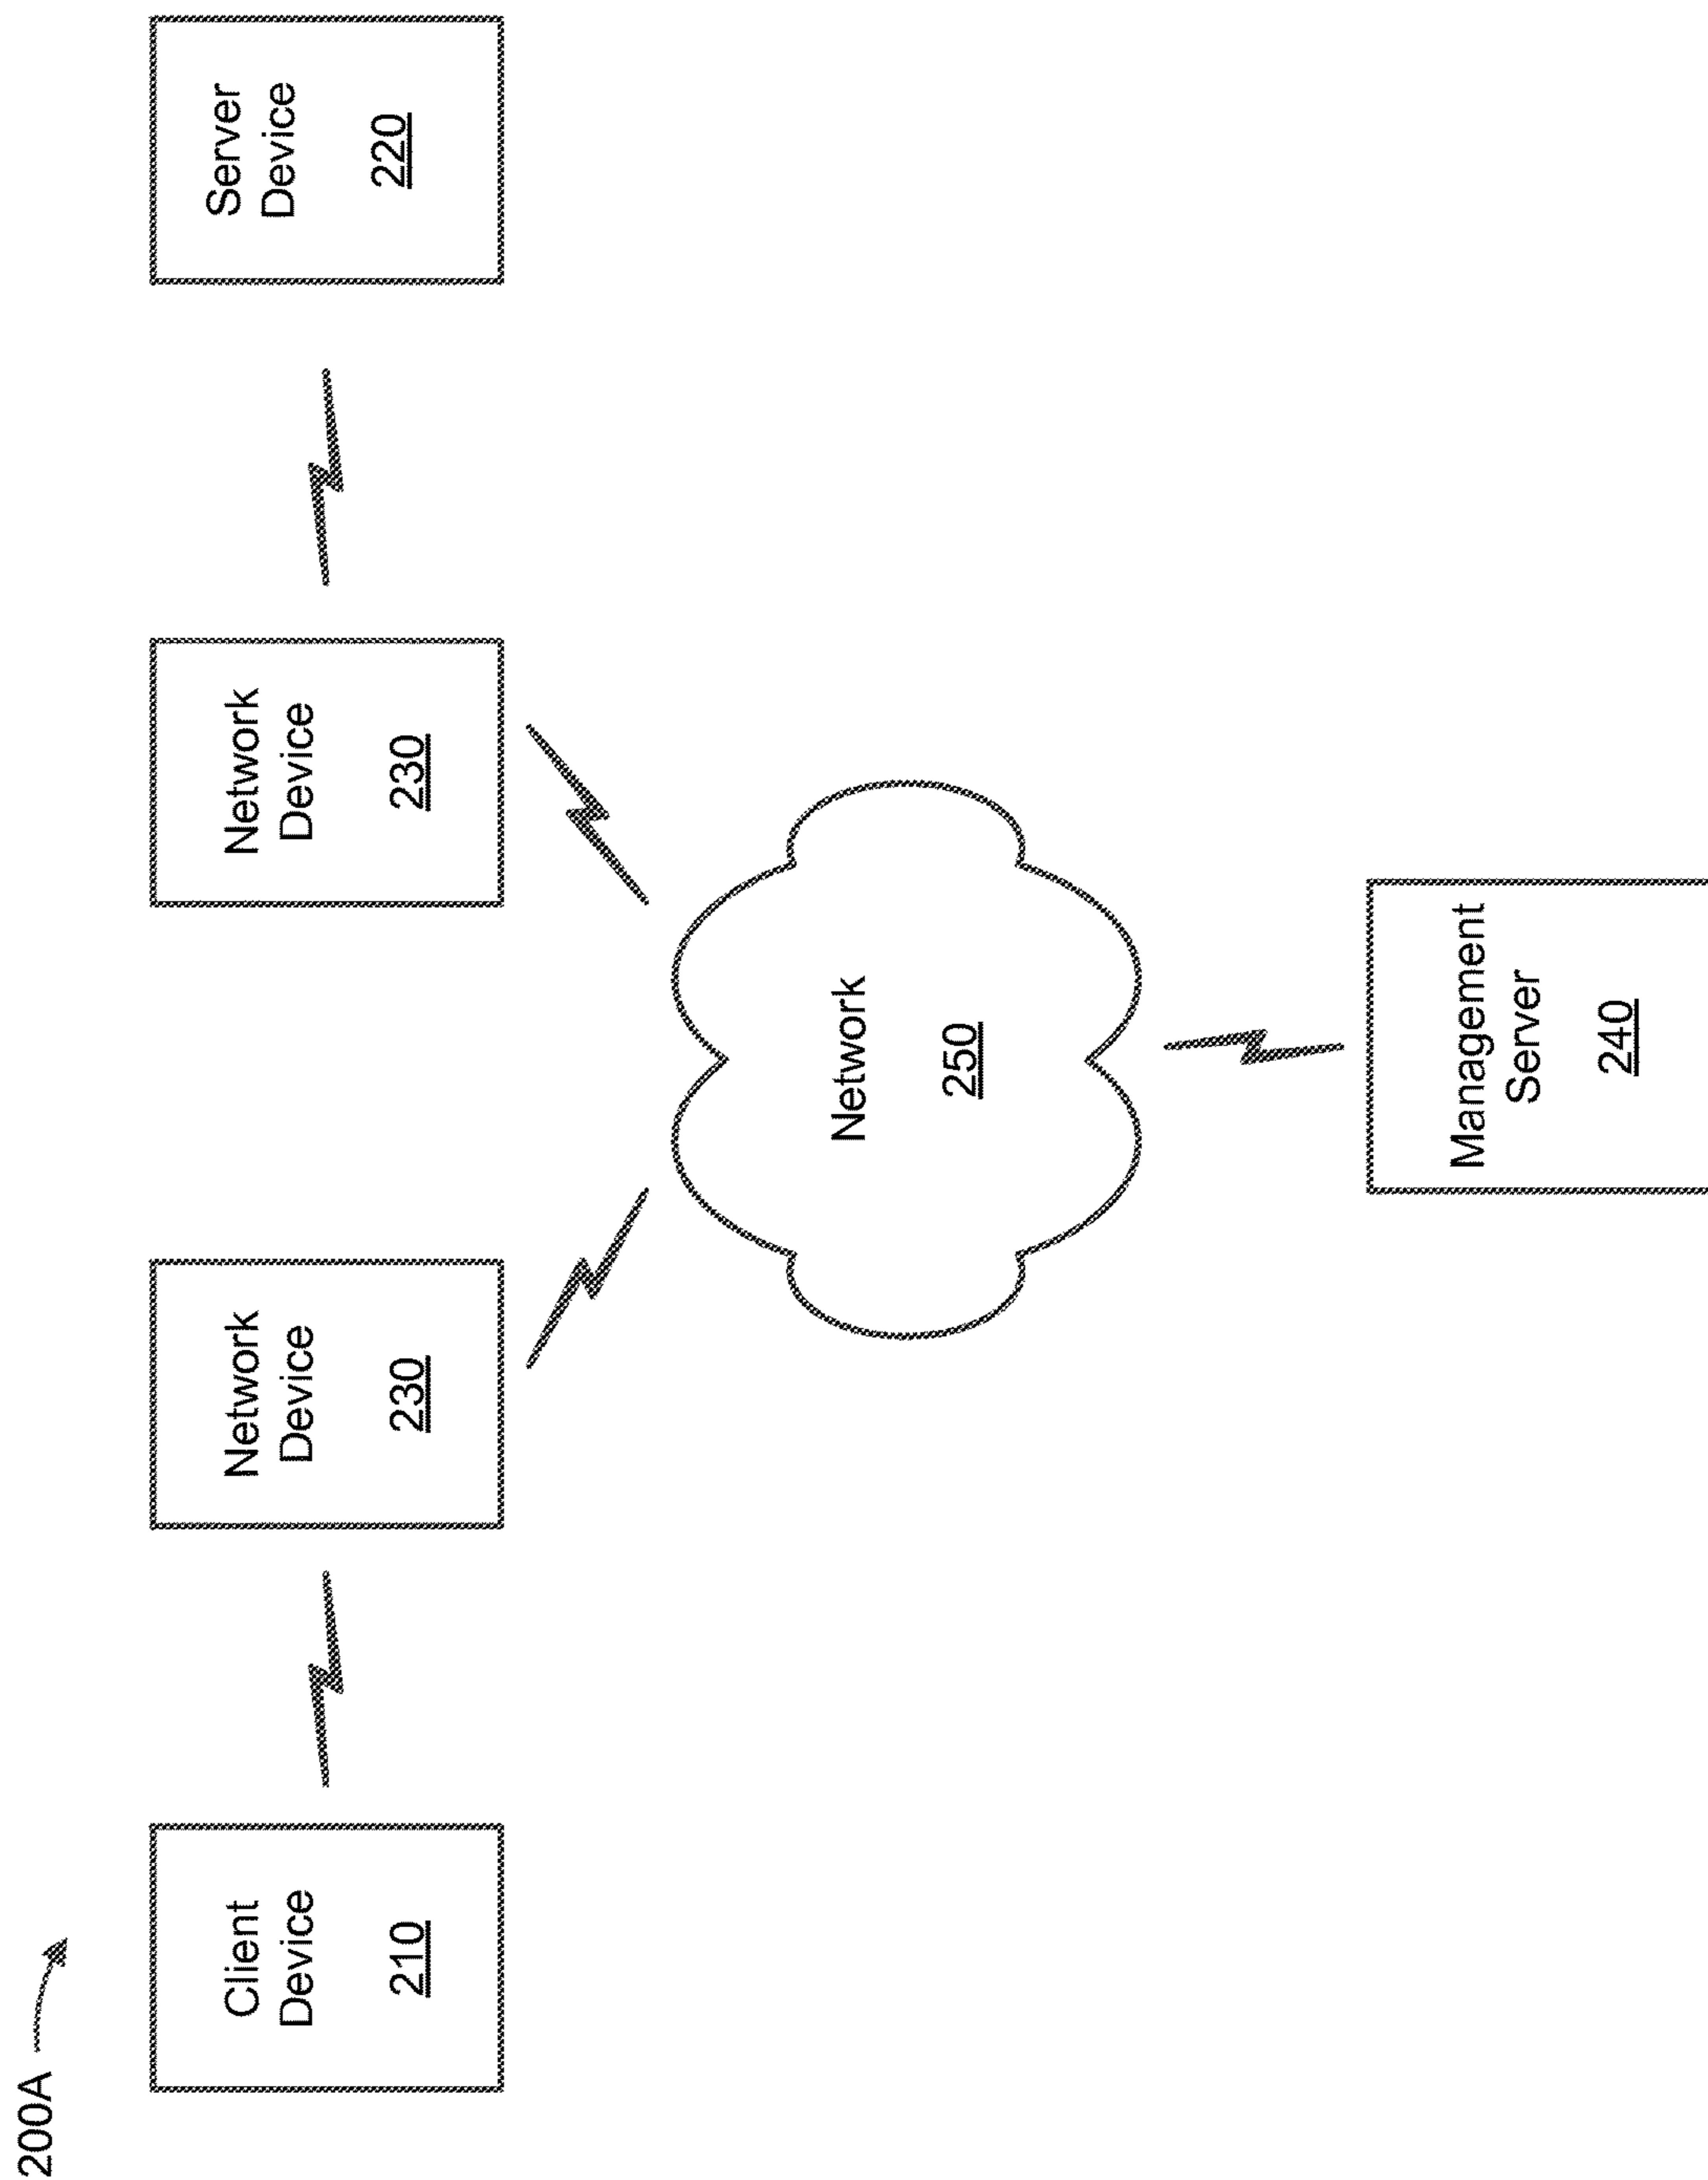 200A
Client
Device
210
Network
Device
230
Network
Device
230
Server
Device
220
Network
250
Management
Server
240